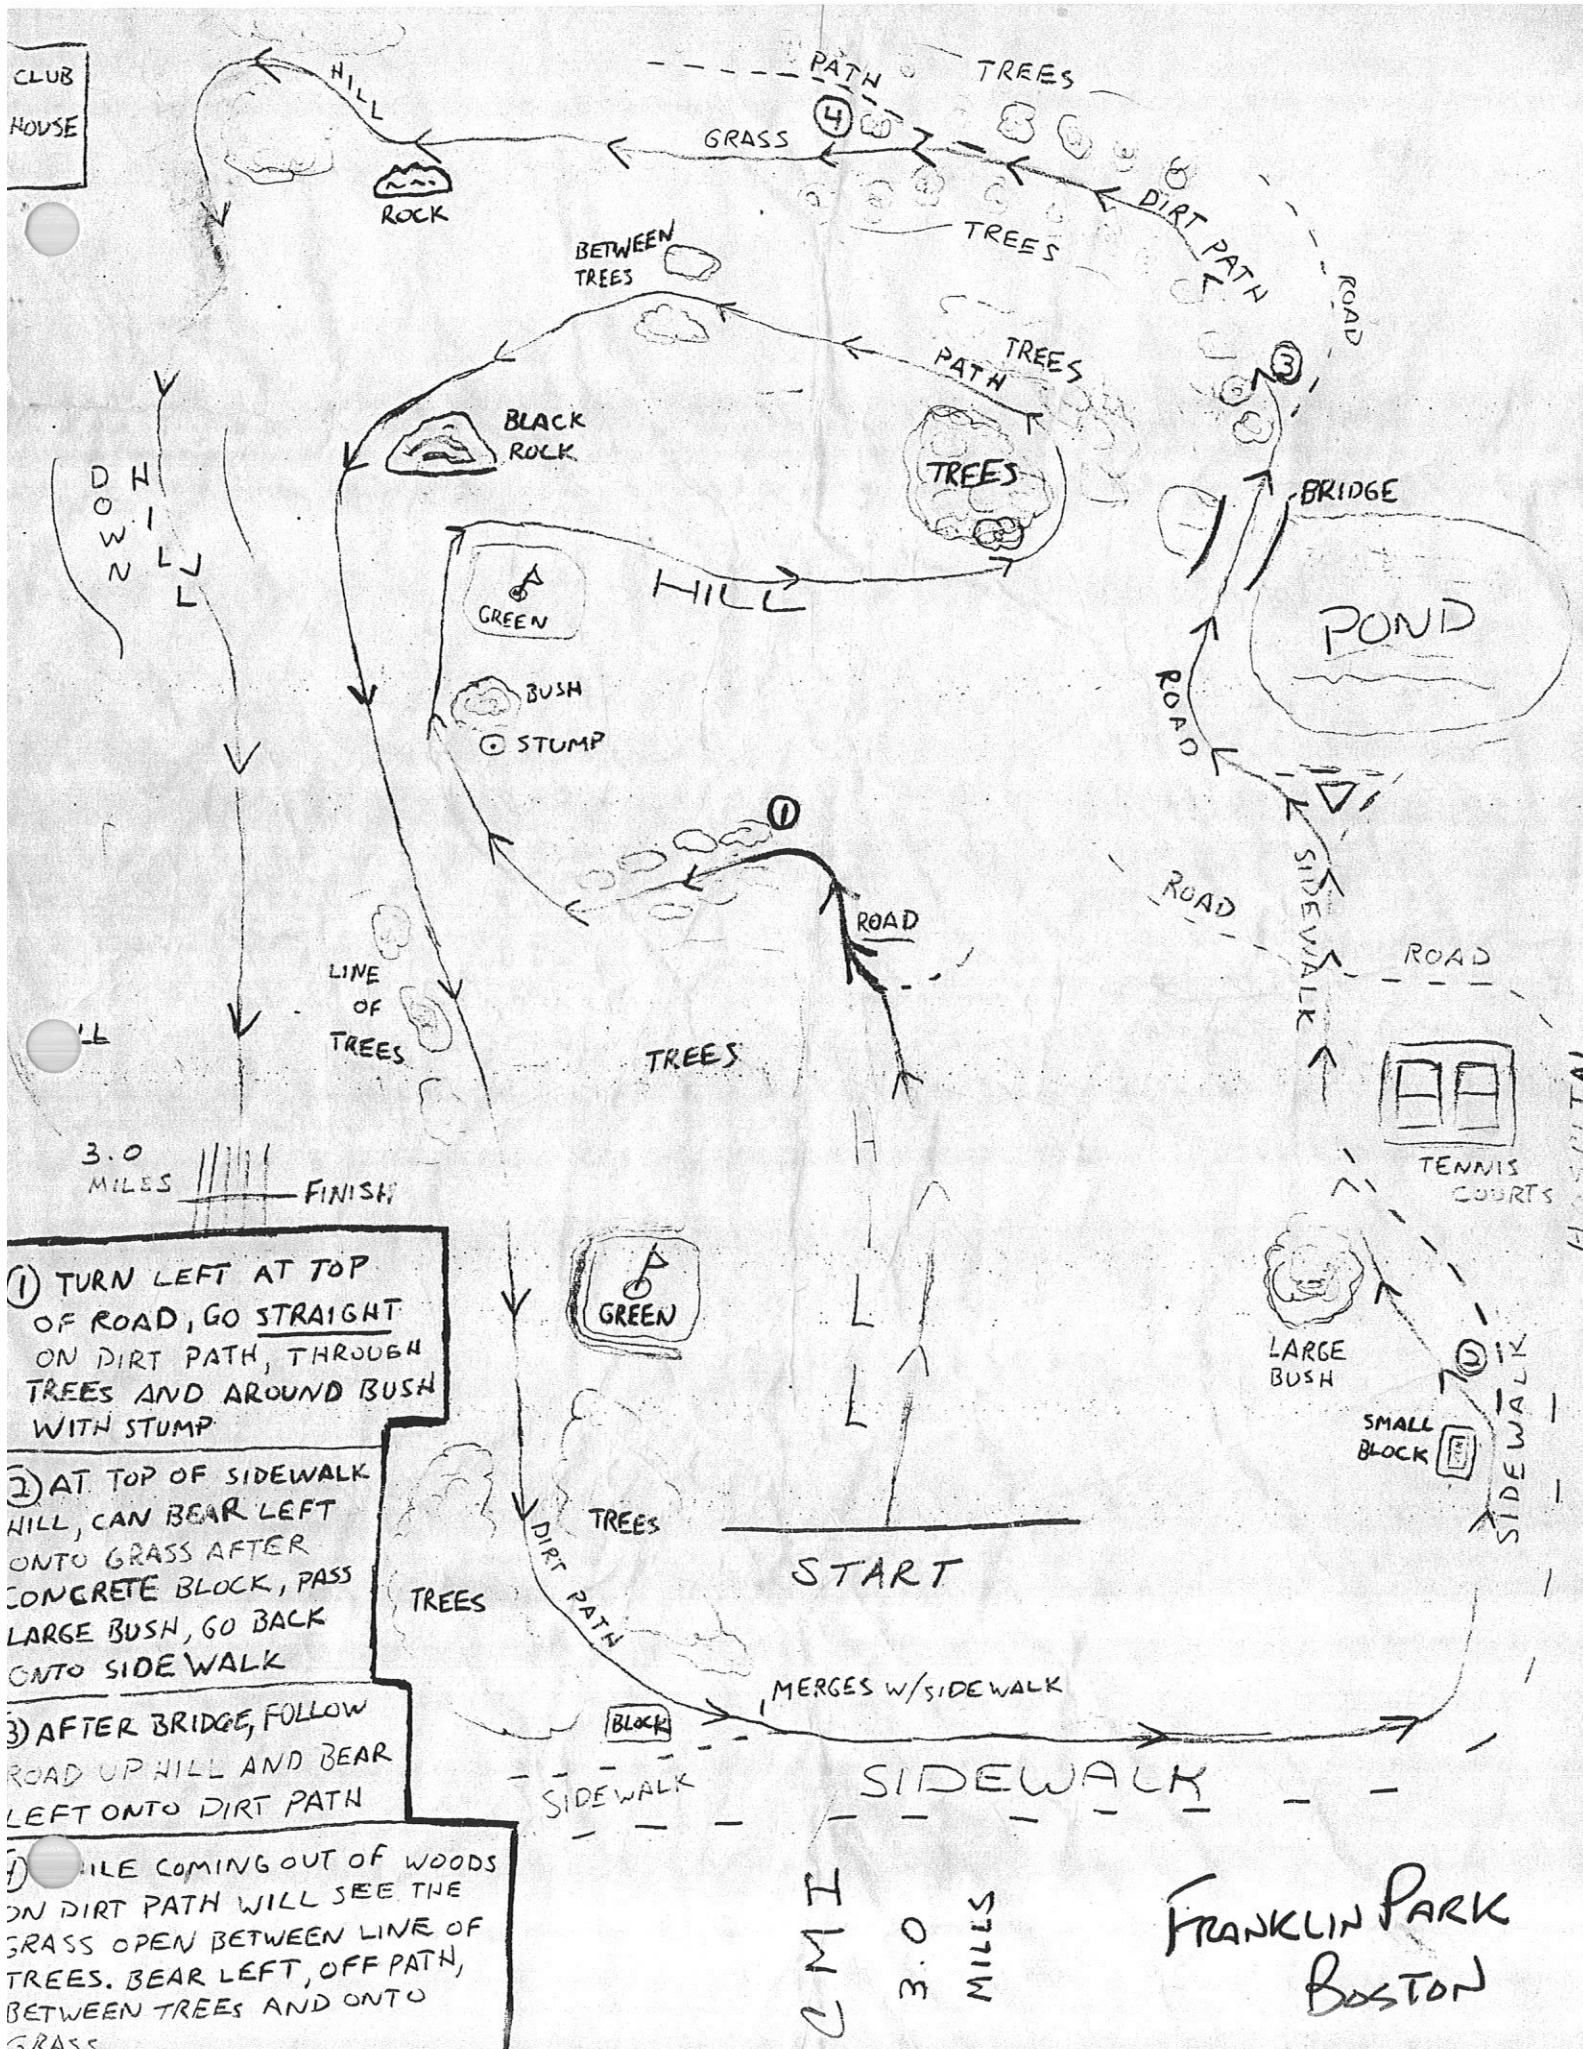 CLUB
HOUSE
HILL
PATH
TREES
④
GRASS
ROCK
DIRT PATH
TREES
ROAD
BETWEEN
TREES
TREES
PATH
③
BLACK
ROCK
TREES
BRIDGE
DOWN
HILL
GREEN
HILL
POND
BUSH
STUMP
ROAD
①
SIDEWALK
ROAD
ROAD
ROAD
LINE
OF
TREES
TREES
HILL
TENNIS
COURTS
3.0
MILES
FINISH
GREEN
LARGE
BUSH
②
SIDEWALK
SMALL
BLOCK
① TURN LEFT AT TOP
OF ROAD, GO STRAIGHT
ON DIRT PATH, THROUGH
TREES AND AROUND BUSH
WITH STUMP
② AT TOP OF SIDEWALK
HILL, CAN BEAR LEFT
ONTO GRASS AFTER
CONCRETE BLOCK, PASS
LARGE BUSH, GO BACK
ONTO SIDEWALK
3) AFTER BRIDGE, FOLLOW
ROAD UP HILL AND BEAR
LEFT ONTO DIRT PATH
COMING OUT OF WOODS
ON DIRT PATH WILL SEE THE
GRASS OPEN BETWEEN LINE OF
TREES. BEAR LEFT, OFF PATH,
BETWEEN TREES AND ONTO
GRASS
TREES
TREES
DIRT PATH
START
MERGES W/SIDEWALK
BLOCK
SIDEWALK
SIDEWALK
3.0
MILLS
FRANKLIN PARK
BOSTON